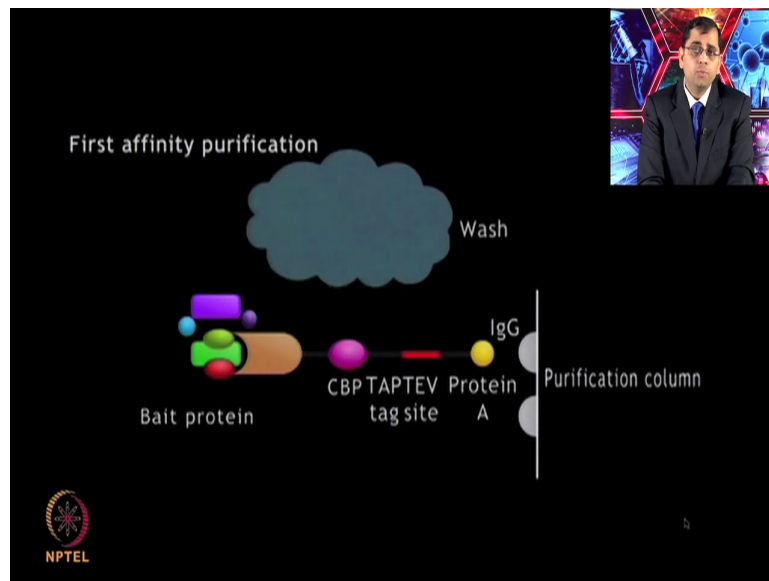 First affinity purification
Wash
IgG
CBP TAPTEV Protein
tag site A
Purification column
Bait protein
NPTEL